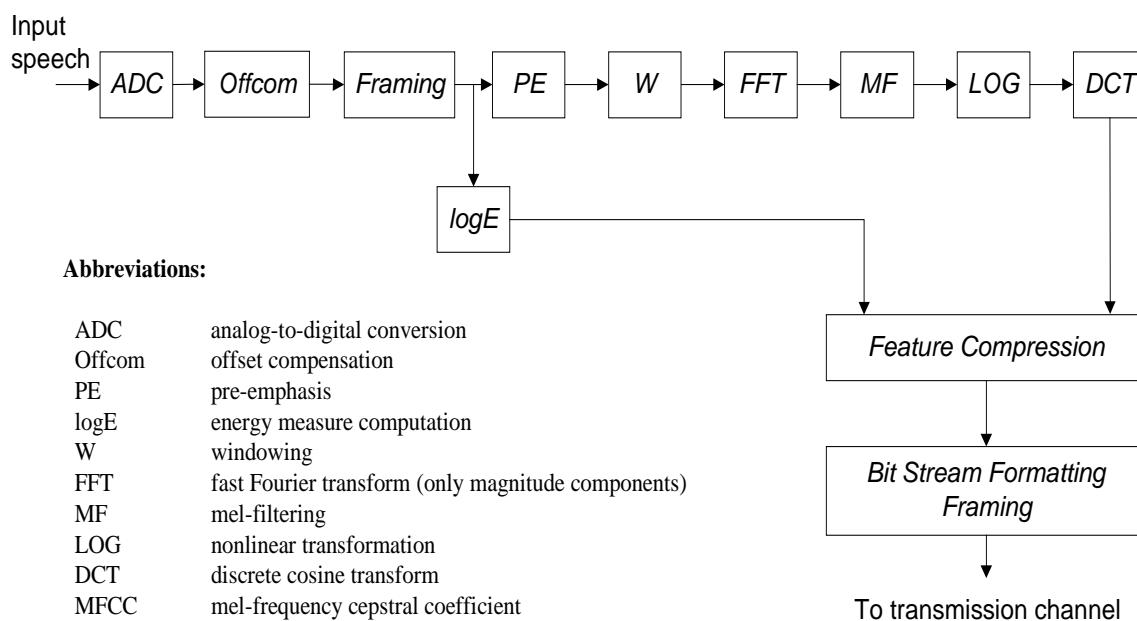 Input
speech
ADC Offcom Framing PE W FFT MF LOG DCT
logE
Abbreviations:
ADC analog-to-digital conversion
Offcom offset compensation
PE pre-emphasis
logE energy measure computation
W windowing
FFT fast Fourier transform (only magnitude components)
MF mel-filtering
LOG nonlinear transformation
DCT discrete cosine transform
MFCC mel-frequency cepstral coefficient
Feature Compression
Bit Stream Formatting
Framing
To transmission channel